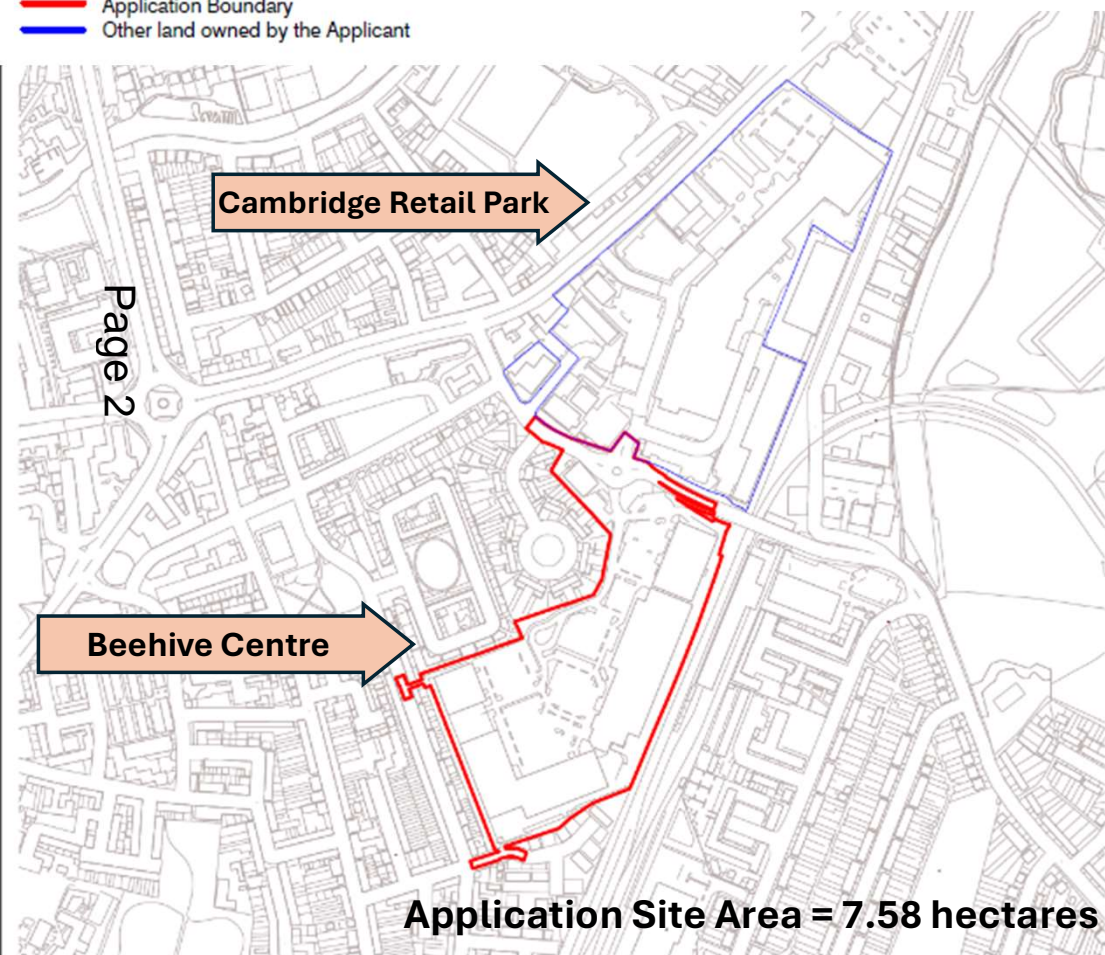 Application Boundary
Other land owned by the Applicant
Cambridge Retail Park
Page 2
Beehive Centre
Application Site Area = 7.58 hectares